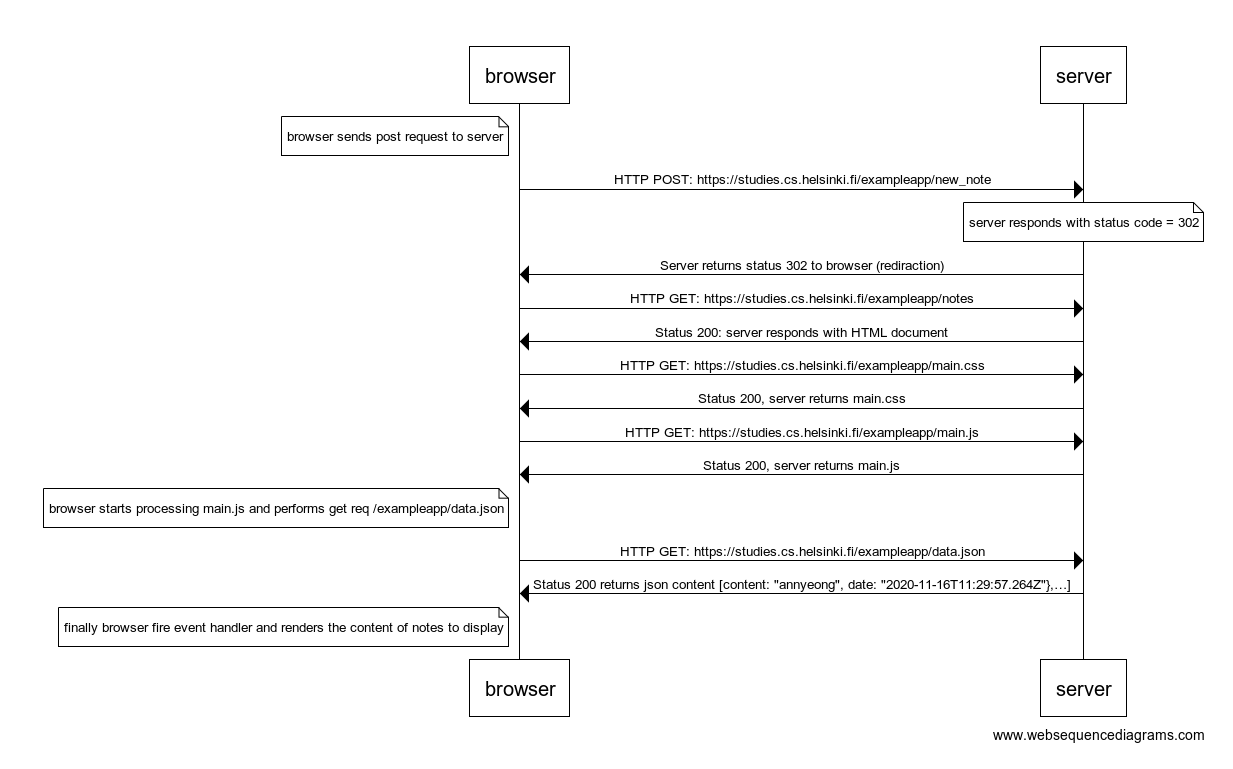 browser
server
browser sends post request to server
HTTP POST: https://studies.cs.helsinki.fi/exampleapp/new_note
server responds with status code = 302
Server returns status 302 to browser (rediraction)
HTTP GET: https://studies.cs.helsinki.fi/exampleapp/notes
Status 200: server responds with HTML document
HTTP GET: https://studies.cs.helsinki.fi/exampleapp/main.css
Status 200, server returns main.css
HTTP GET: https://studies.cs.helsinki.fi/exampleapp/main.js
Status 200, server returns main.js
browser starts processing main.js and performs get req /exampleapp/data.json
HTTP GET: https://studies.cs.helsinki.fi/exampleapp/data.json
Status 200 returns json content [content: "annyeong", date: "2020-11-16T11:29:57.264Z"},...]
finally browser fire event handler and renders the content of notes to display
browser
server
www.websequencediagrams.com